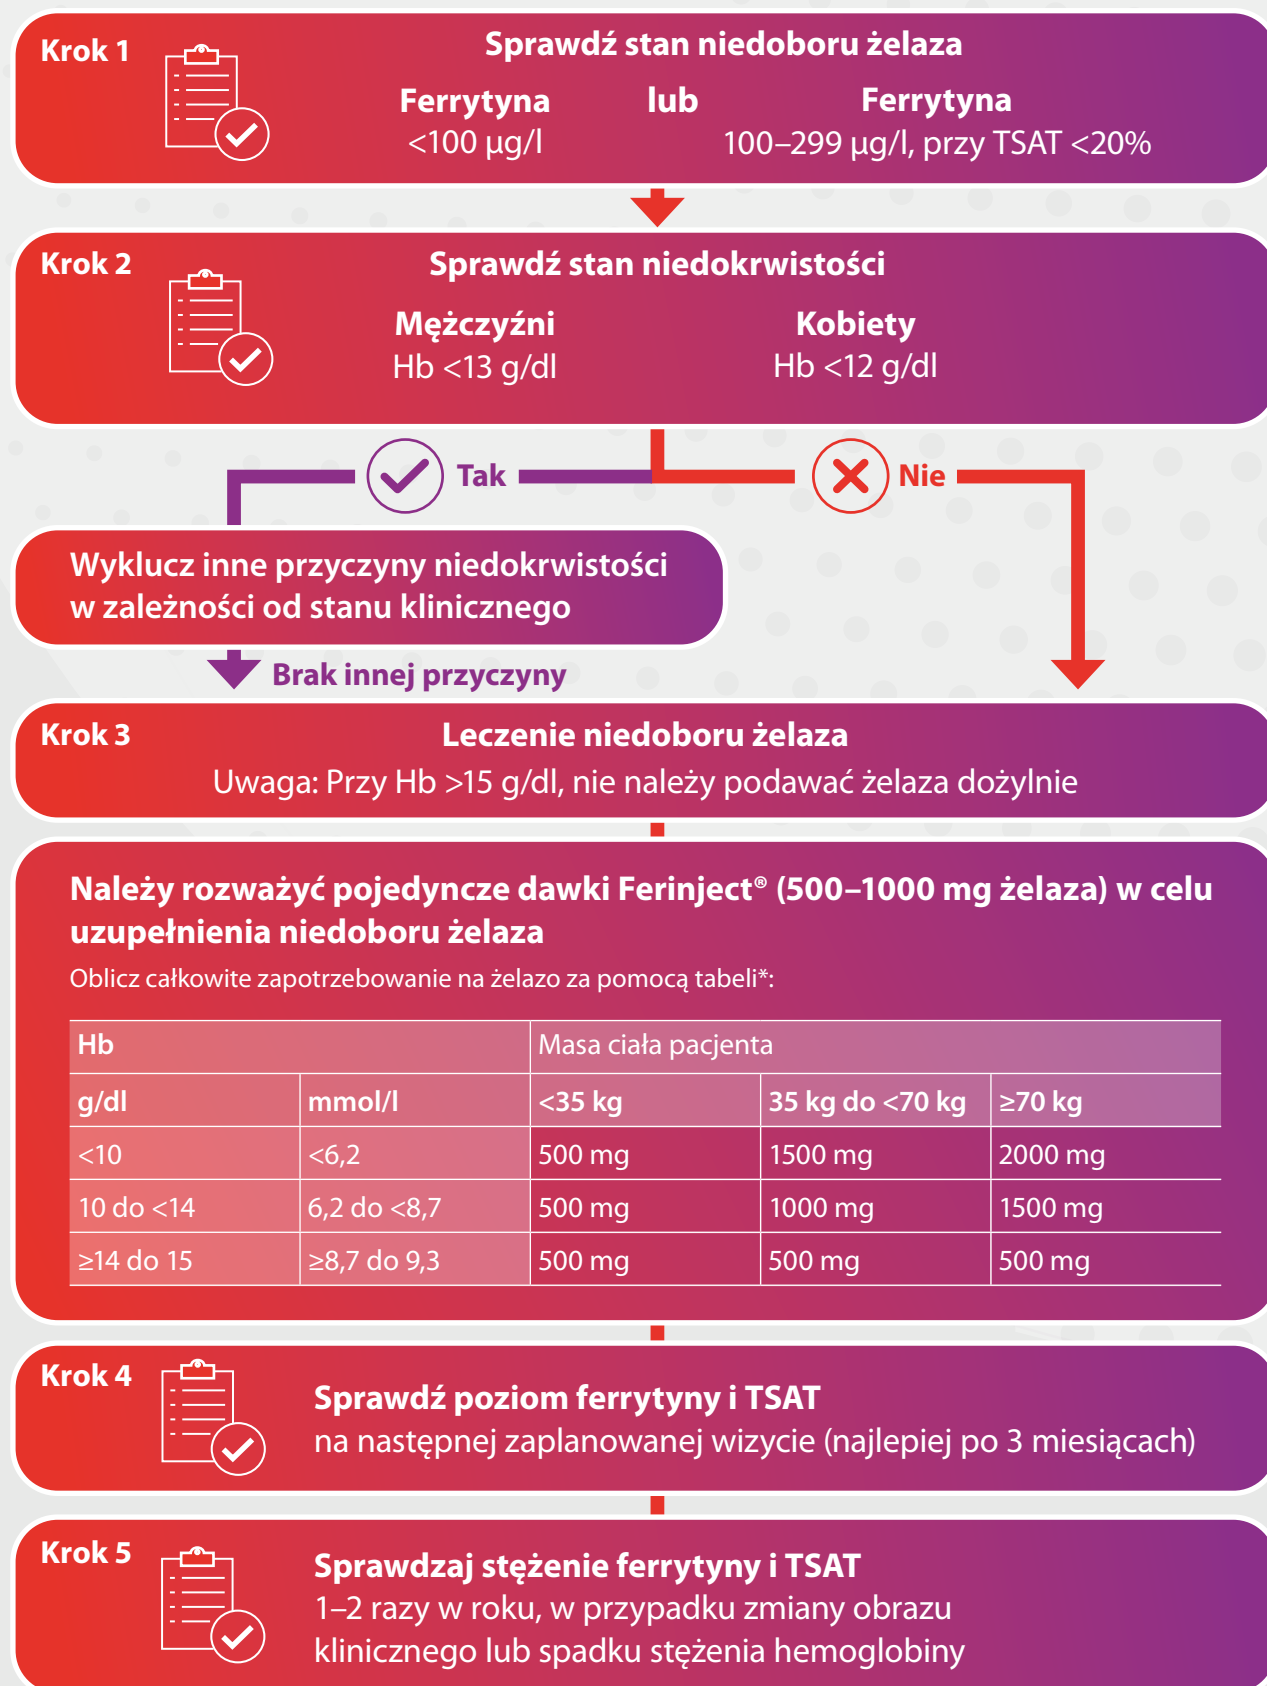 Krok 1
Sprawdź stan niedoboru żelaza
Ferrytyna lub Ferrytyna
<100 µg/l 100–299 µg/l, przy TSAT <20%
Krok 2
Sprawdź stan niedokrwistości
Mężczyźni Kobiety
Hb <13 g/dl Hb <12 g/dl
Tak Nie
Wyklucz inne przyczyny niedokrwistości
w zależności od stanu klinicznego
Brak innej przyczyny
Krok 3
Leczenie niedoboru żelaza
Uwaga: Przy Hb >15 g/dl, nie należy podawać żelaza dożylnie
Należy rozważyć pojedyncze dawki Ferinject® (500–1000 mg żelaza) w celu
uzupełnienia niedoboru żelaza
Oblicz całkowite zapotrzebowanie na żelazo za pomocą tabeli*:
Hb Masa ciała pacjenta
g/dl mmol/l <35 kg 35 kg do <70 kg ≥70 kg
<10 <6,2 500 mg 1500 mg 2000 mg
10 do <14 6,2 do <8,7 500 mg 1000 mg 1500 mg
≥14 do 15 ≥8,7 do 9,3 500 mg 500 mg 500 mg
Krok 4
Sprawdź poziom ferrytyny i TSAT
na następnej zaplanowanej wizycie (najlepiej po 3 miesiącach)
Krok 5
Sprawdzaj stężenie ferrytyny i TSAT
1–2 razy w roku, w przypadku zmiany obrazu
klinicznego lub spadku stężenia hemoglobiny